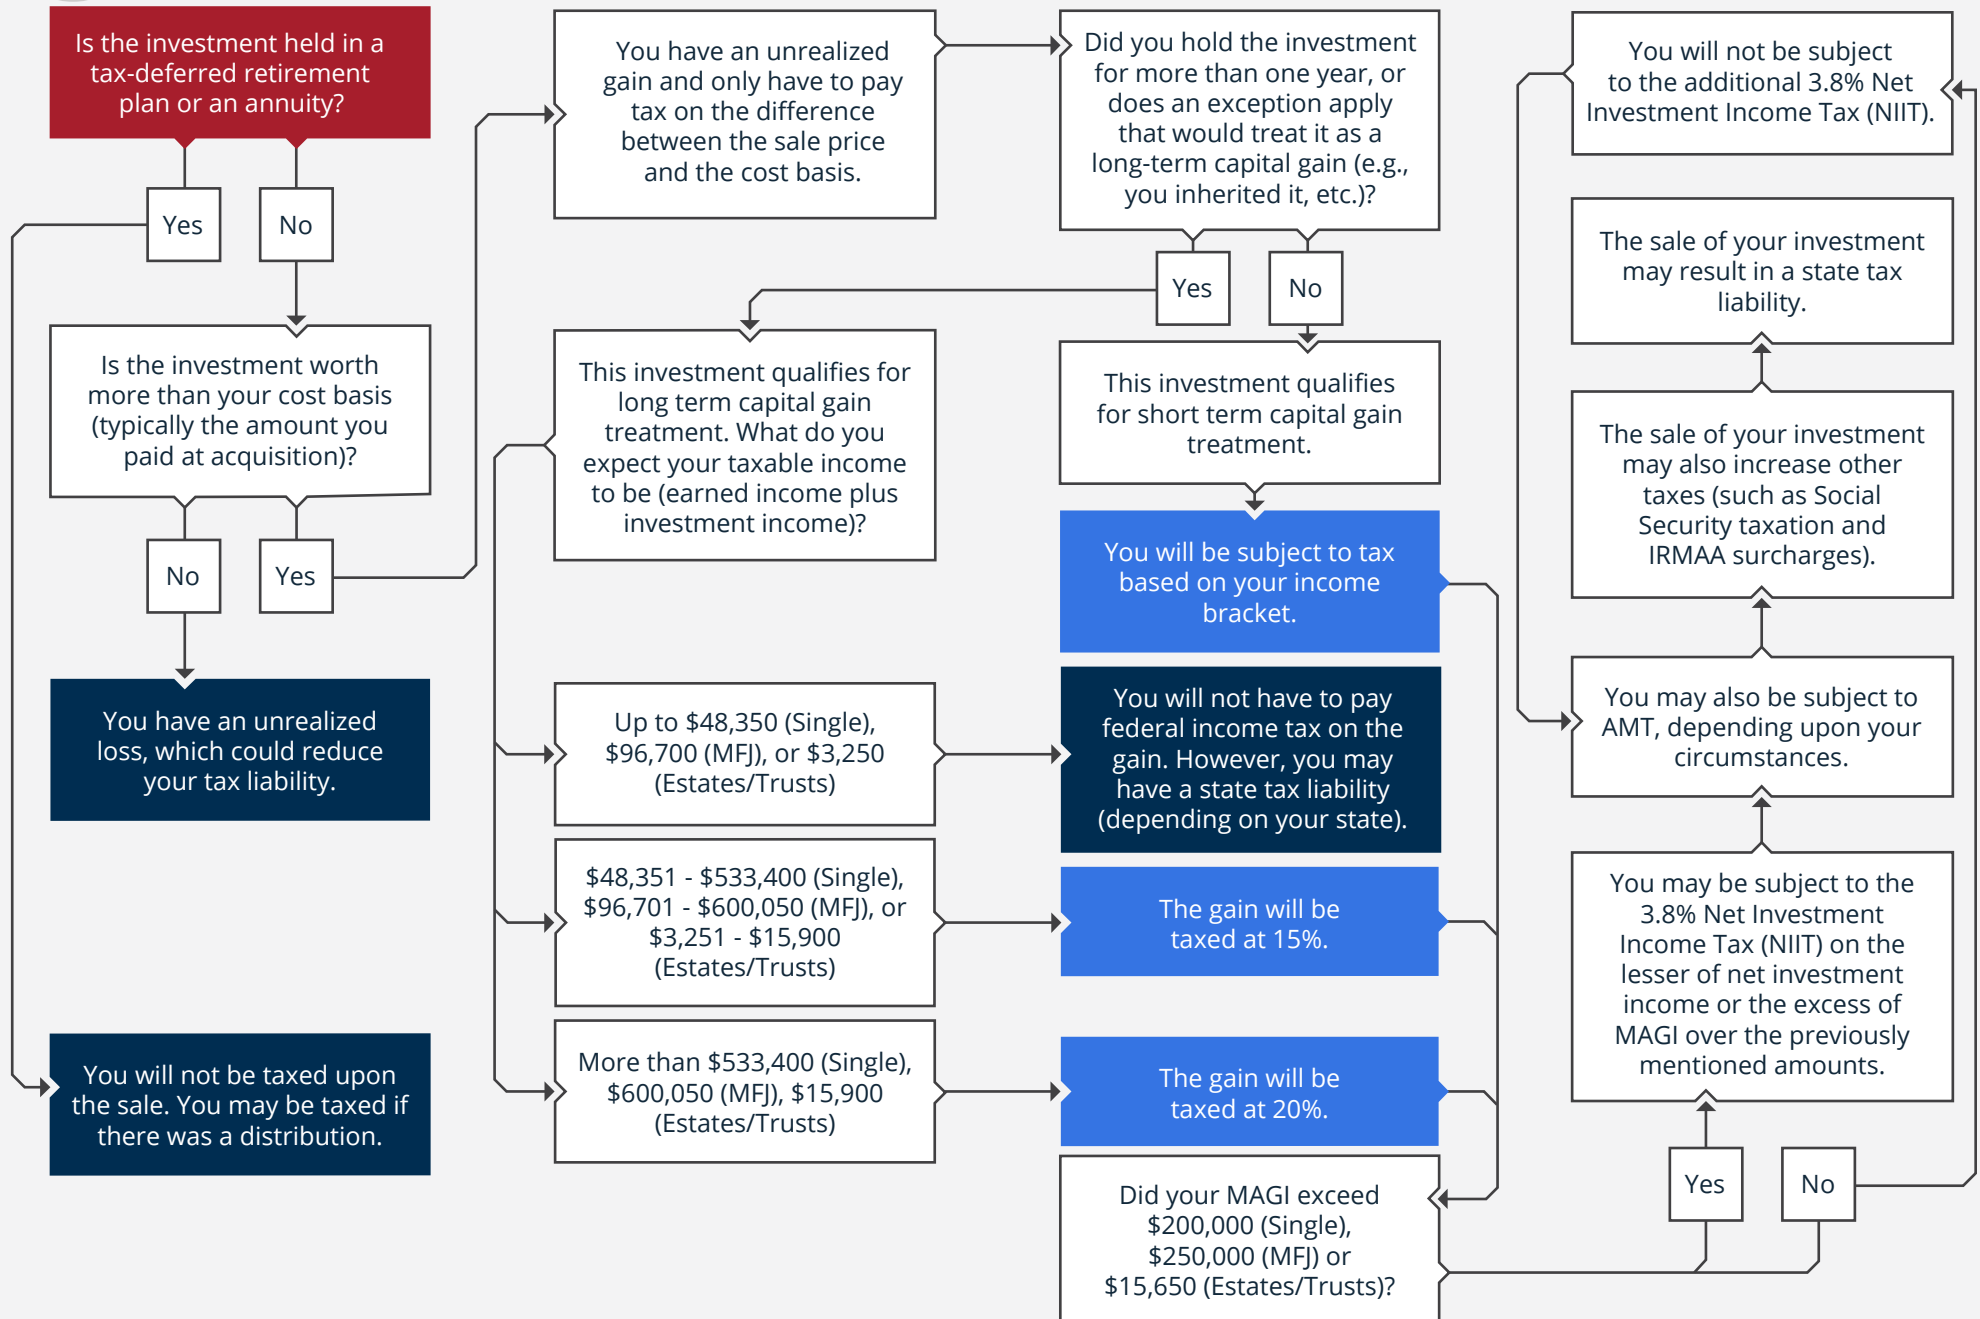 Is the investment held in a
tax-deferred retirement
plan or an annuity?
Yes
No
Is the investment worth
more than your cost basis
(typically the amount you
paid at acquisition)?
No
Yes
You have an unrealized
loss, which could reduce
your tax liability.
You will not be taxed upon
the sale. You may be taxed if
there was a distribution.
You have an unrealized
gain and only have to pay
tax on the difference
between the sale price
and the cost basis.
Did you hold the investment
for more than one year, or
does an exception apply
that would treat it as a
long-term capital gain (e.g.,
you inherited it, etc.)?
Yes
No
This investment qualifies for
long term capital gain
treatment. What do you
expect your taxable income
to be (earned income plus
investment income)?
This investment qualifies
for short term capital gain
treatment.
You will be subject to tax
based on your income
bracket.
Up to $48,350 (Single),
$96,700 (MFJ), or $3,250
(Estates/Trusts)
You will not have to pay
federal income tax on the
gain. However, you may
have a state tax liability
(depending on your state).
$48,351 - $533,400 (Single),
$96,701 - $600,050 (MFJ), or
$3,251 - $15,900
(Estates/Trusts)
The gain will be
taxed at 15%.
More than $533,400 (Single),
$600,050 (MFJ), $15,900
(Estates/Trusts)
The gain will be
taxed at 20%.
Did your MAGI exceed
$200,000 (Single),
$250,000 (MFJ) or
$15,650 (Estates/Trusts)?
Yes
No
You will not be subject
to the additional 3.8% Net
Investment Income Tax (NIIT).
The sale of your investment
may result in a state tax
liability.
The sale of your investment
may also increase other
taxes (such as Social
Security taxation and
IRMAA surcharges).
You may also be subject to
AMT, depending upon your
circumstances.
You may be subject to the
3.8% Net Investment
Income Tax (NIIT) on the
lesser of net investment
income or the excess of
MAGI over the previously
mentioned amounts.